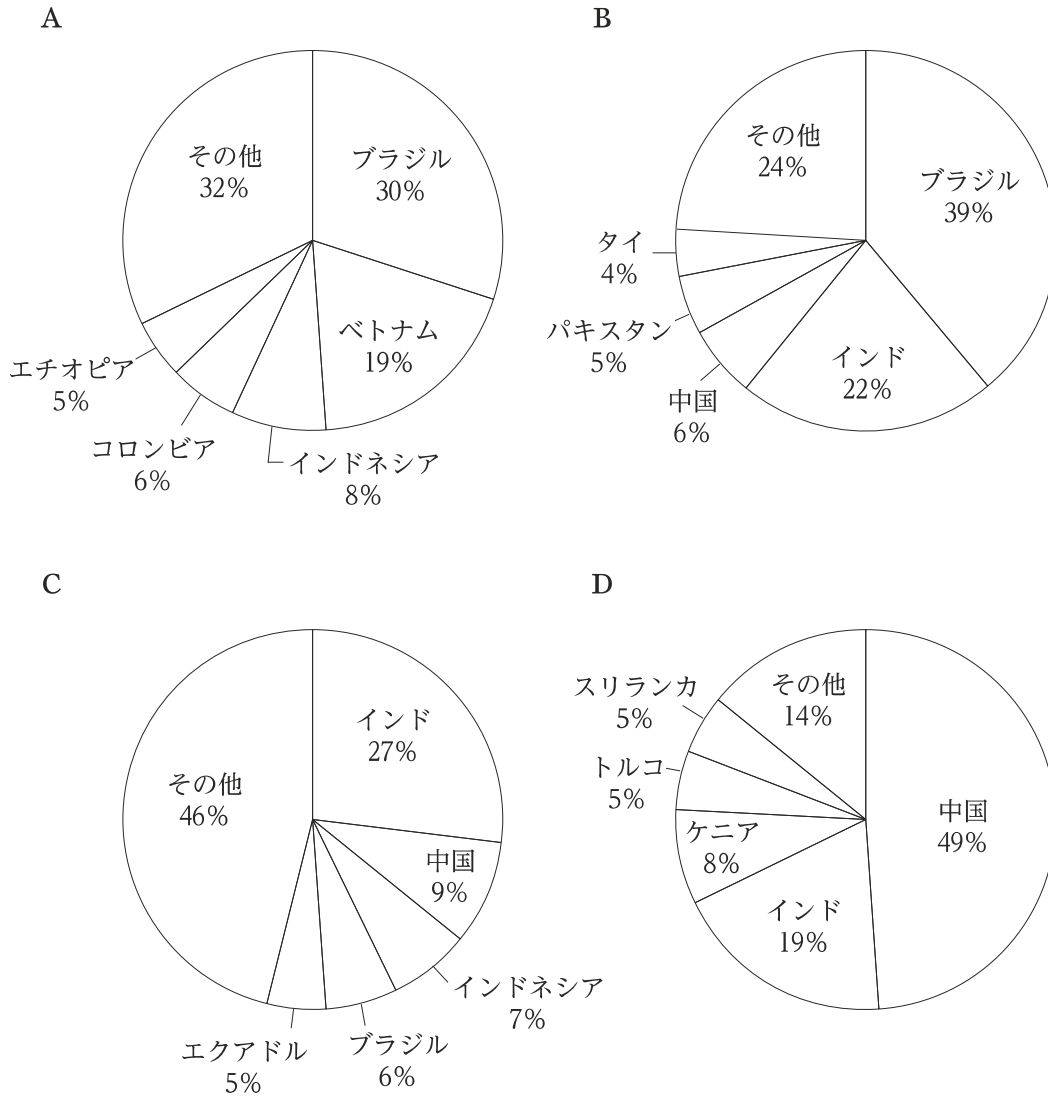 A
その他
32%
ブラジル
30%
ベトナム
19%
エチオピア
5%
コロンビア
6%
インドネシア
8%
B
その他
24%
ブラジル
39%
タイ
4%
パキスタン
5%
中国
6%
インド
22%
C
インド
27%
その他
46%
中国
9%
インドネシア
7%
ブラジル
6%
エクアドル
5%
D
スリランカ
5%
その他
14%
トルコ
5%
中国
49%
ケニア
8%
インド
19%